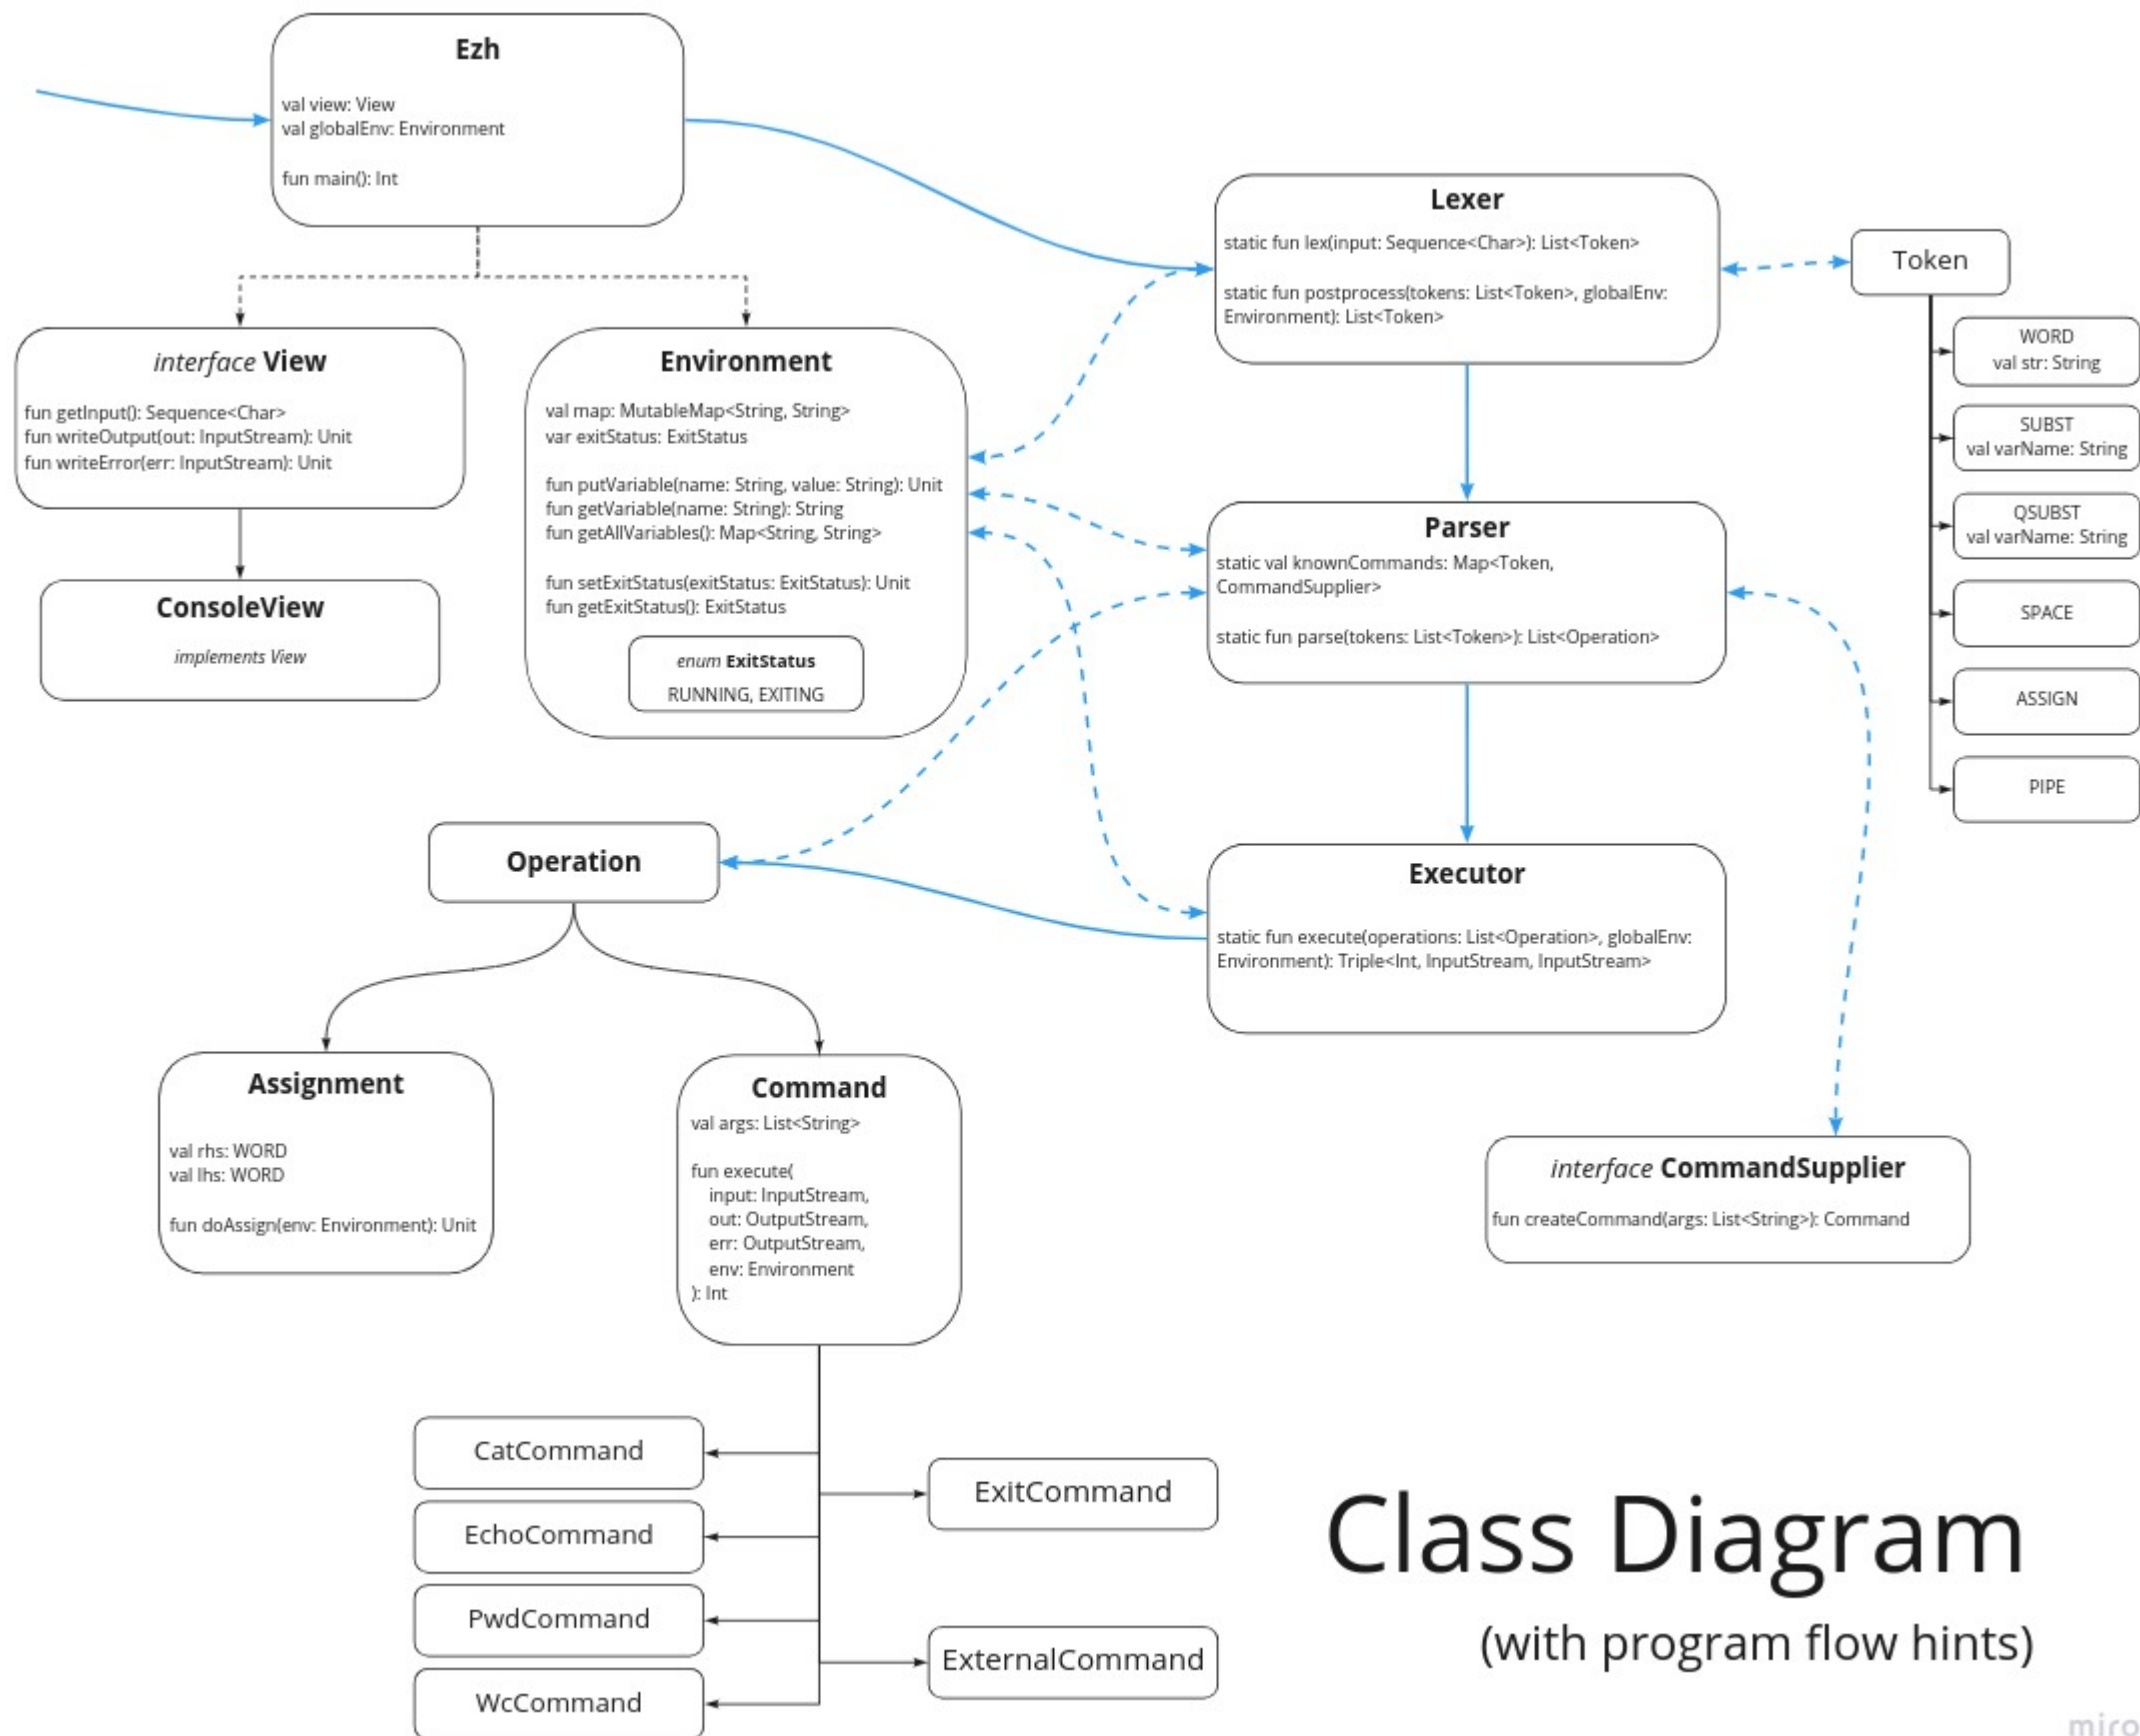 Ezh
val view: View
val globalEnv: Environment
fun main(): Int
interface View
fun getInput(): Sequence<Char>
fun writeOutput(out: InputStream): Unit
fun writeError(err: InputStream): Unit
ConsoleView
implements View
Environment
val map: MutableMap<String, String>
var exitStatus: ExitStatus
fun putVariable(name: String, value: String): Unit
fun getVariable(name: String): String
fun getAllVariables(): Map<String, String>
fun setExitStatus(exitStatus: ExitStatus): Unit
fun getExitStatus(): ExitStatus
enum ExitStatus
RUNNING, EXITING
Lexer
static fun lex(input: Sequence<Char>): List<Token>
static fun postprocess(tokens: List<Token>, globalEnv:
Environment): List<Token>
Token
WORD
val str: String
SUBST
val varName: String
QSUBST
val varName: String
SPACE
ASSIGN
PIPE
Parser
static val knownCommands: Map<Token,
CommandSupplier>
static fun parse(tokens: List<Token>): List<Operation>
Executor
static fun execute(operations: List<Operation>, globalEnv:
Environment): Triple<Int, InputStream, InputStream>
Operation
Assignment
val rhs: WORD
val lhs: WORD
fun doAssign(env: Environment): Unit
Command
val args: List<String>
fun execute(
input: InputStream,
out: OutputStream,
err: OutputStream,
env: Environment
): Int
interface CommandSupplier
fun createCommand(args: List<String>): Command
CatCommand
EchoCommand
PwdCommand
WcCommand
ExitCommand
ExternalCommand
Class Diagram
(with program flow hints)
miro